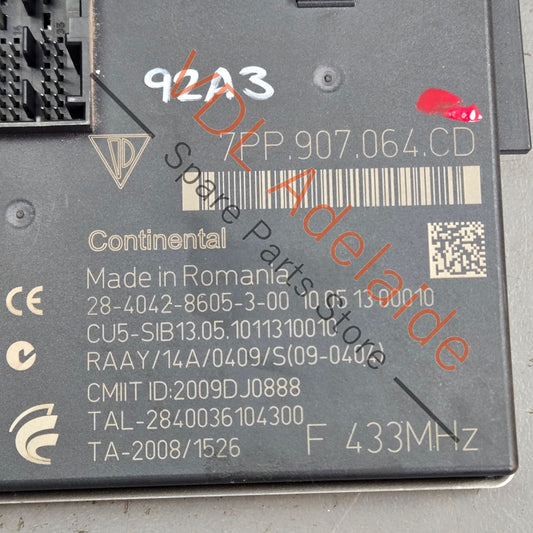 92A3
7PP.907.064.CD
Continental
Made in Romania
28-4042-8605-3-00 10.05.13 00010
CU5-SIB13.05.1011310010
RAAY/14A/0409/S(09-0404)
CMIIT ID:2009DJ0888
TAL-2840036104300
TA-2008/1526
F 433MHz
CE
VDL Adelaide
Spare Parts Store